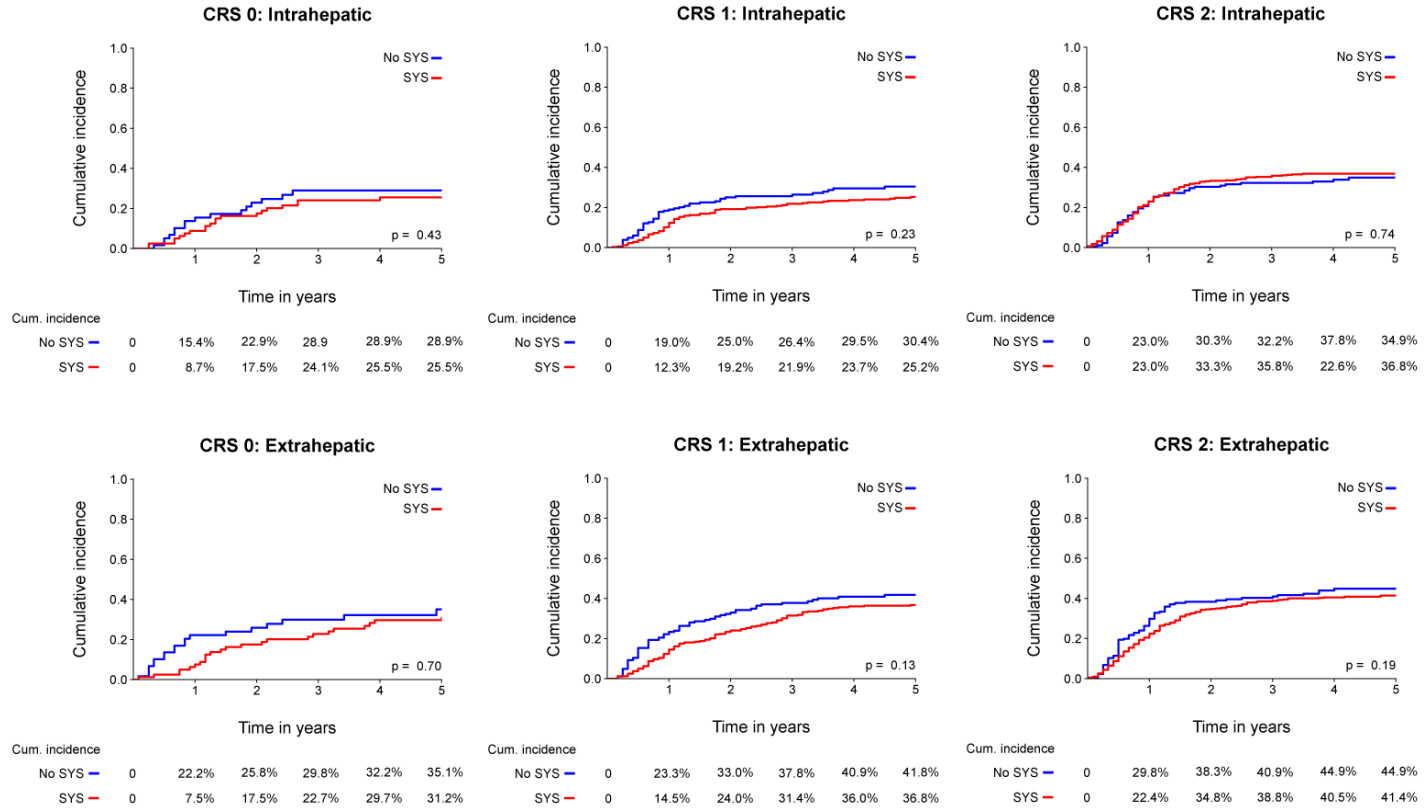 CRS 0: Intrahepatic
No SYS
SYS
Cumulative incidence
1.0
0.8
0.6
0.4
0.2
0.0
p = 0.43
1 2 3 4 5
Time in years
Cum. incidence
No SYS 0 15.4% 22.9% 28.9 28.9% 28.9%
SYS 0 8.7% 17.5% 24.1% 25.5% 25.5%
CRS 1: Intrahepatic
No SYS
SYS
Cumulative incidence
1.0
0.8
0.6
0.4
0.2
0.0
p = 0.23
1 2 3 4 5
Time in years
Cum. incidence
No SYS 0 19.0% 25.0% 26.4% 29.5% 30.4%
SYS 0 12.3% 19.2% 21.9% 23.7% 25.2%
CRS 2: Intrahepatic
No SYS
SYS
Cumulative incidence
1.0
0.8
0.6
0.4
0.2
0.0
p = 0.74
1 2 3 4 5
Time in years
Cum. incidence
No SYS 0 23.0% 30.3% 32.2% 37.8% 34.9%
SYS 0 23.0% 33.3% 35.8% 22.6% 36.8%
CRS 0: Extrahepatic
No SYS
SYS
Cumulative incidence
1.0
0.8
0.6
0.4
0.2
0.0
p = 0.70
1 2 3 4 5
Time in years
Cum. incidence
No SYS 0 22.2% 25.8% 29.8% 32.2% 35.1%
SYS 0 7.5% 17.5% 22.7% 29.7% 31.2%
CRS 1: Extrahepatic
No SYS
SYS
Cumulative incidence
1.0
0.8
0.6
0.4
0.2
0.0
p = 0.13
1 2 3 4 5
Time in years
Cum. incidence
No SYS 0 23.3% 33.0% 37.8% 40.9% 41.8%
SYS 0 14.5% 24.0% 31.4% 36.0% 36.8%
CRS 2: Extrahepatic
No SYS
SYS
Cumulative incidence
1.0
0.8
0.6
0.4
0.2
0.0
p = 0.19
1 2 3 4 5
Time in years
Cum. incidence
No SYS 0 29.8% 38.3% 40.9% 44.9% 44.9%
SYS 0 22.4% 34.8% 38.8% 40.5% 41.4%